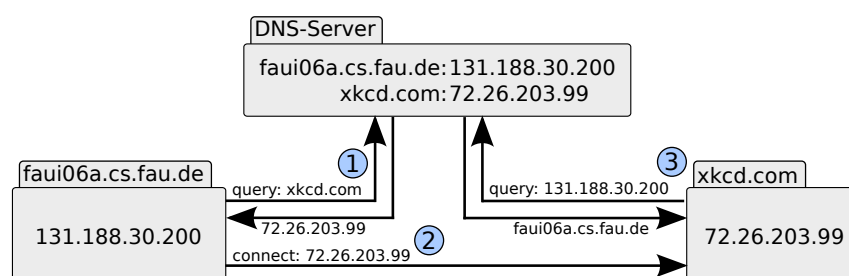 DNS-Server
faui06a.cs.fau.de:131.188.30.200
xkcd.com:72.26.203.99
1
3
faui06a.cs.fau.de
xkcd.com
query: xkcd.com
query: 131.188.30.200
72.26.203.99
faui06a.cs.fau.de
131.188.30.200
2
72.26.203.99
connect: 72.26.203.99